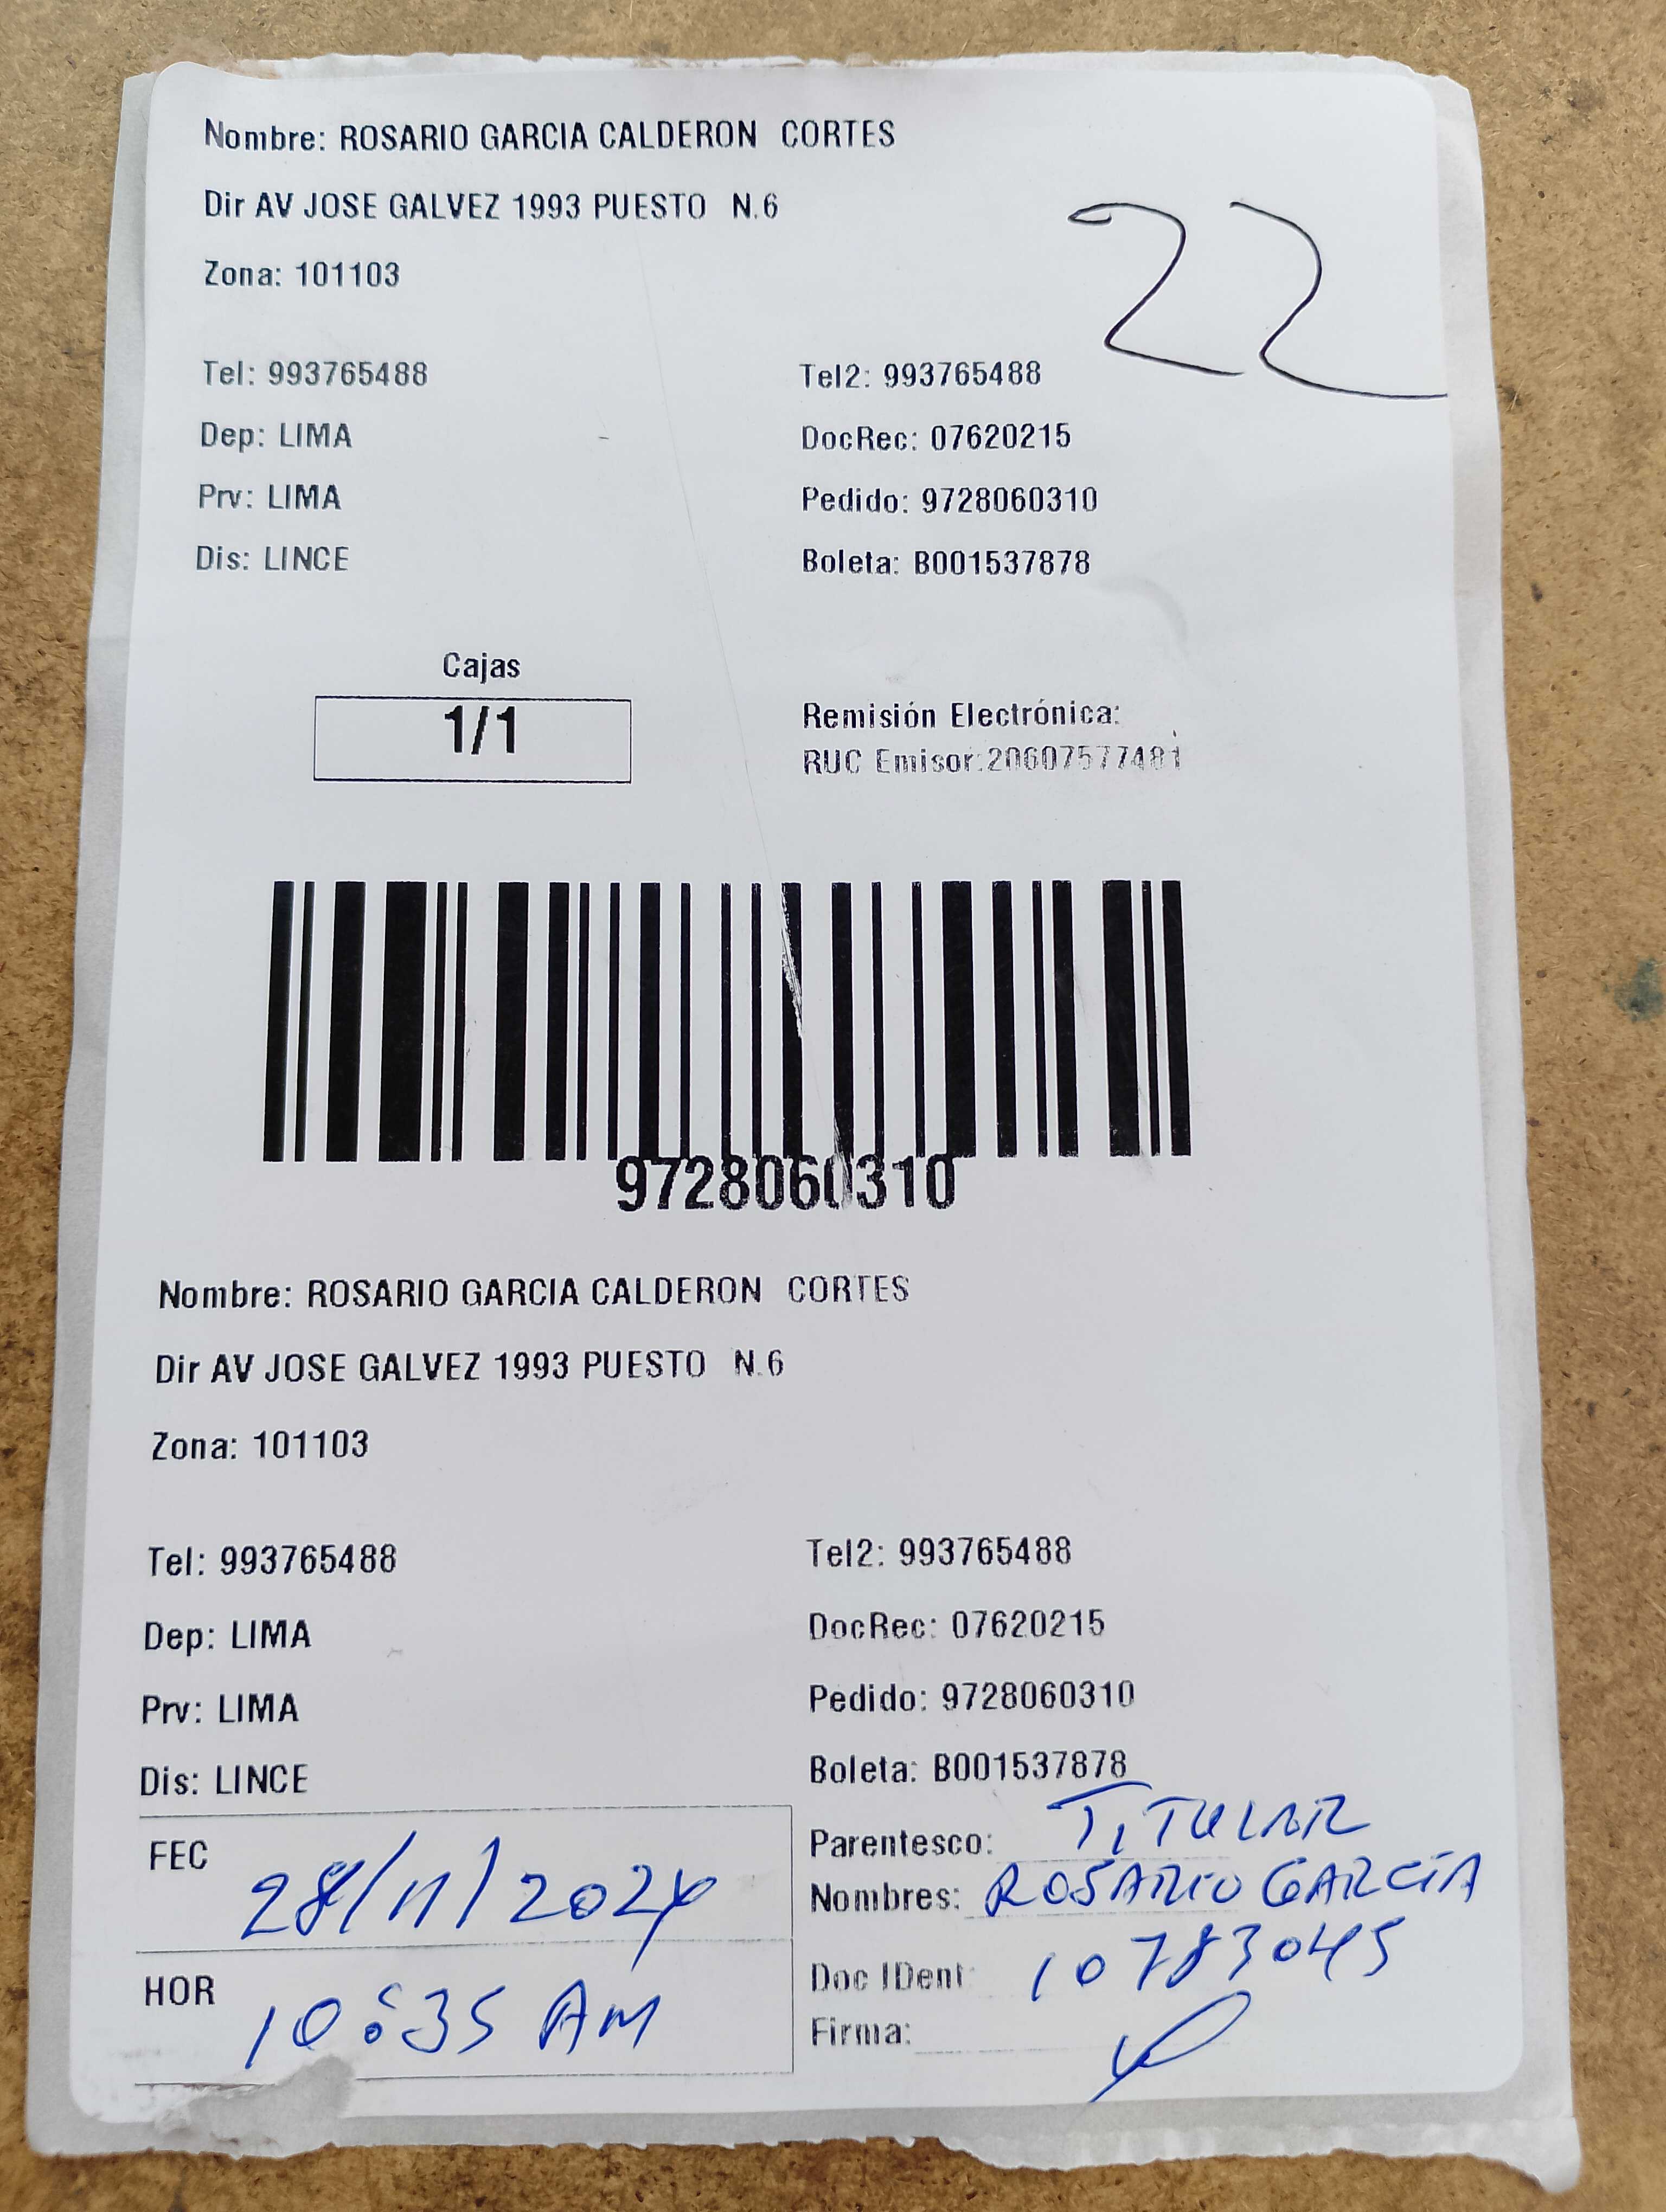 Nombre: ROSARIO GARCIA CALDERON CORTES
Dir AV JOSE GALVEZ 1993 PUESTO N.6
22
Zona: 101103
Tel: 993765488 Tel2: 993765488
Dep: LIMA DocRec: 07620215
Prv: LIMA Pedido: 9728060310
Dis: LINCE Boleta: B001537878
Cajas
1/1
Remisión Electrónica:
RUC Emisor:20607577481
9728060310
Nombre: ROSARIO GARCIA CALDERON CORTES
Dir AV JOSE GALVEZ 1993 PUESTO N.6
Zona: 101103
Tel: 993765488 Tel2: 993765488
Dep: LIMA DocRec: 07620215
Prv: LIMA Pedido: 9728060310
Dis: LINCE Boleta: B001537878
FEC 28/11/2024
HOR 10:35 AM
Parentesco: TITULAR
Nombres: ROSARIO GARCIA
Doc IDent: 10783045
Firma: